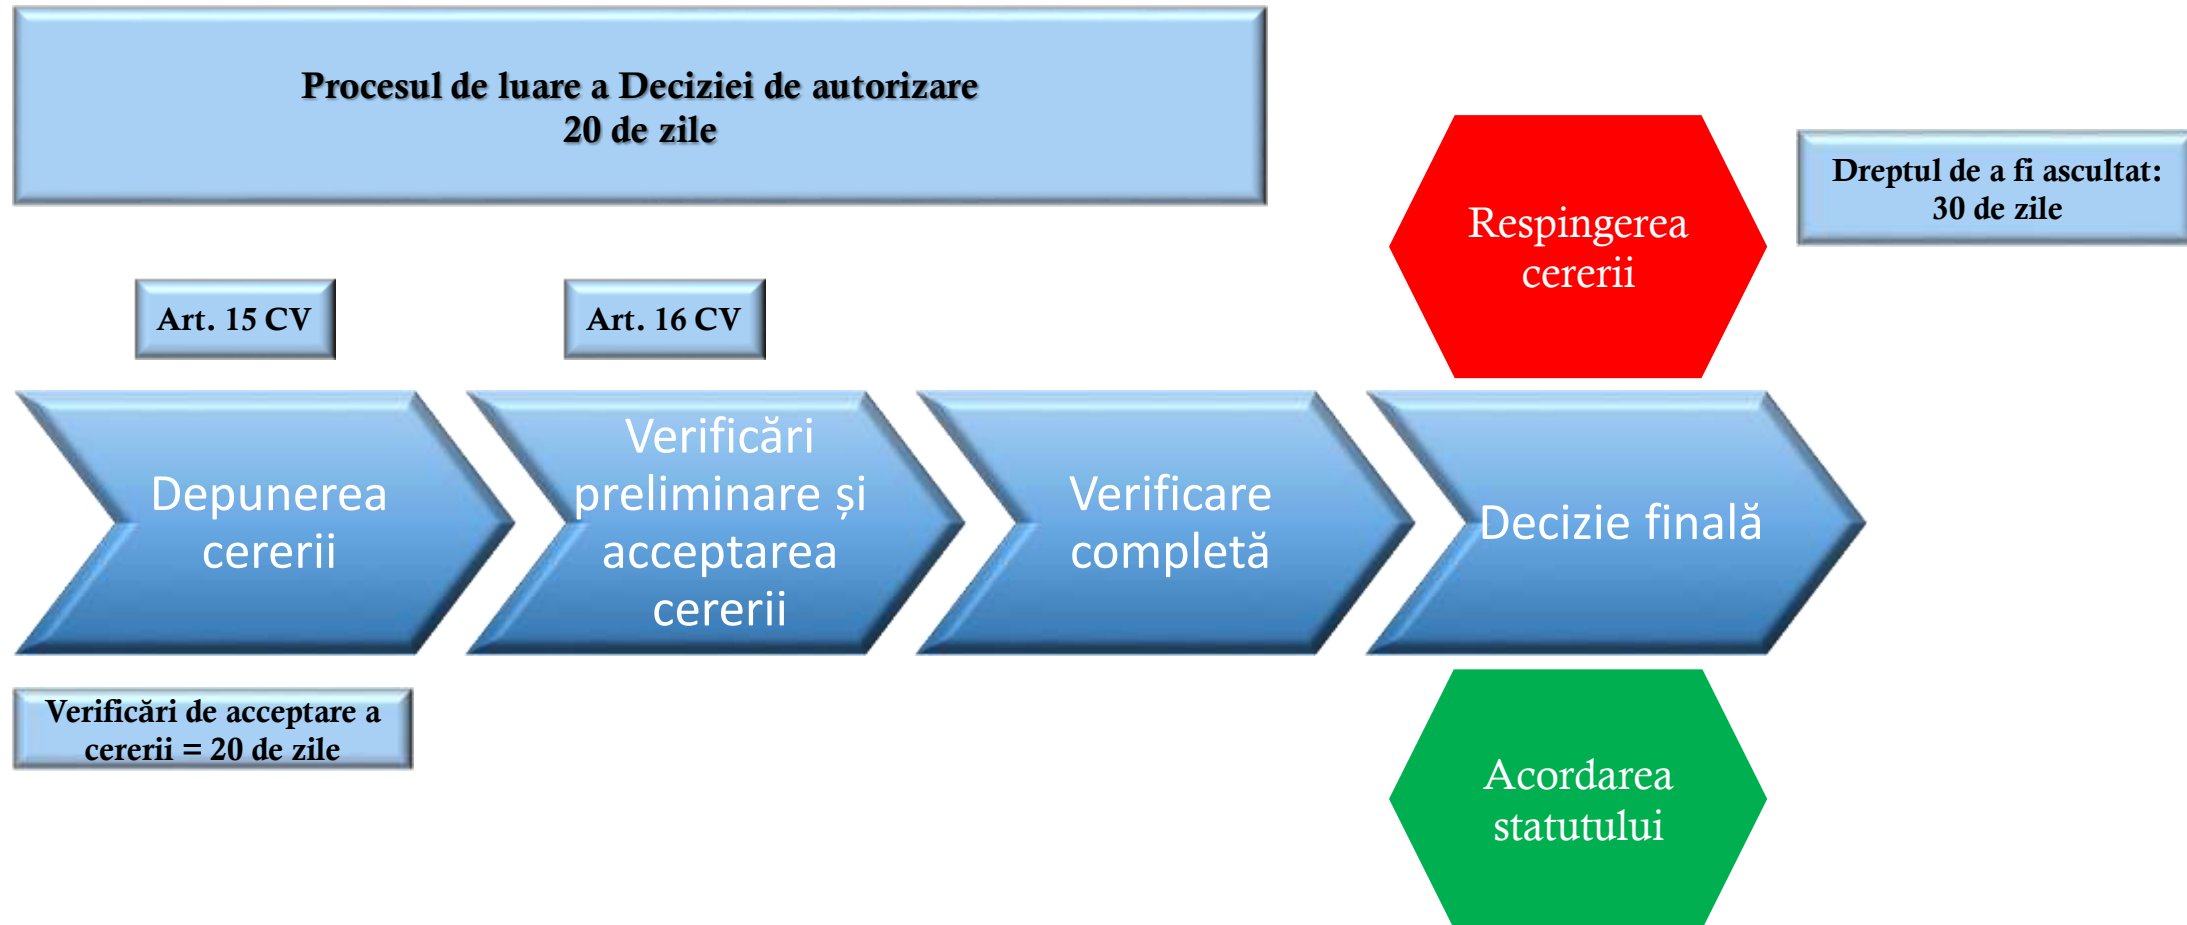 Procesul de luare a Deciziei de autorizare
20 de zile
Respingerea
cererii
Dreptul de a fi ascultat:
30 de zile
Art. 15 CV
Art. 16 CV
Depunerea
cererii
Verificări
preliminare și
acceptarea
cererii
Verificare
completă
Decizie finală
Verificări de acceptare a
cererii = 20 de zile
Acordarea
statutului